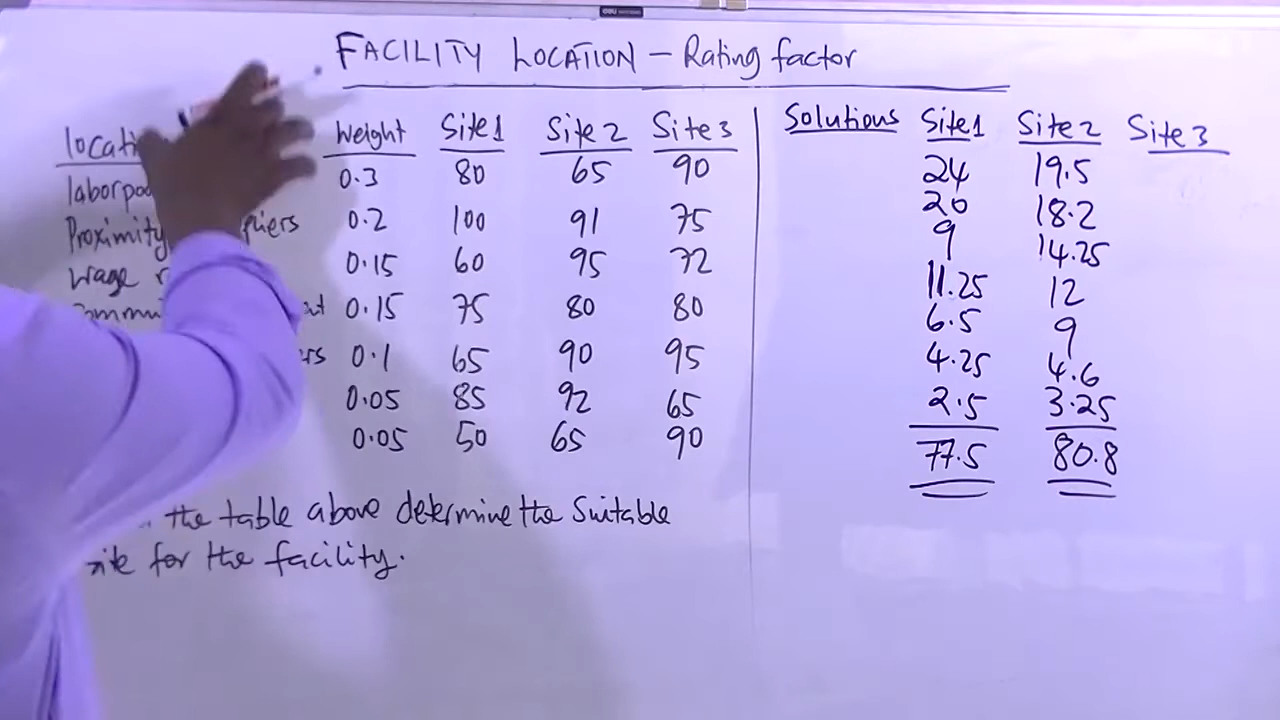 FACILITY LOCATION - Rating factor
Weight Site 1 Site 2 Site 3 Solutions Site 1 Site 2 Site 3
0.3 80 65 90 24 19.5
Proximity 0.2 100 91 75 20 18.2
Wage 0.15 60 95 72 9 14.25
0.15 75 80 80 11.25 12
0.1 65 90 95 6.5 9
0.05 85 92 65 4.25 4.6
0.05 50 65 90 2.5 3.25
77.5 80.8
the table above determine the Suitable
for the facility.